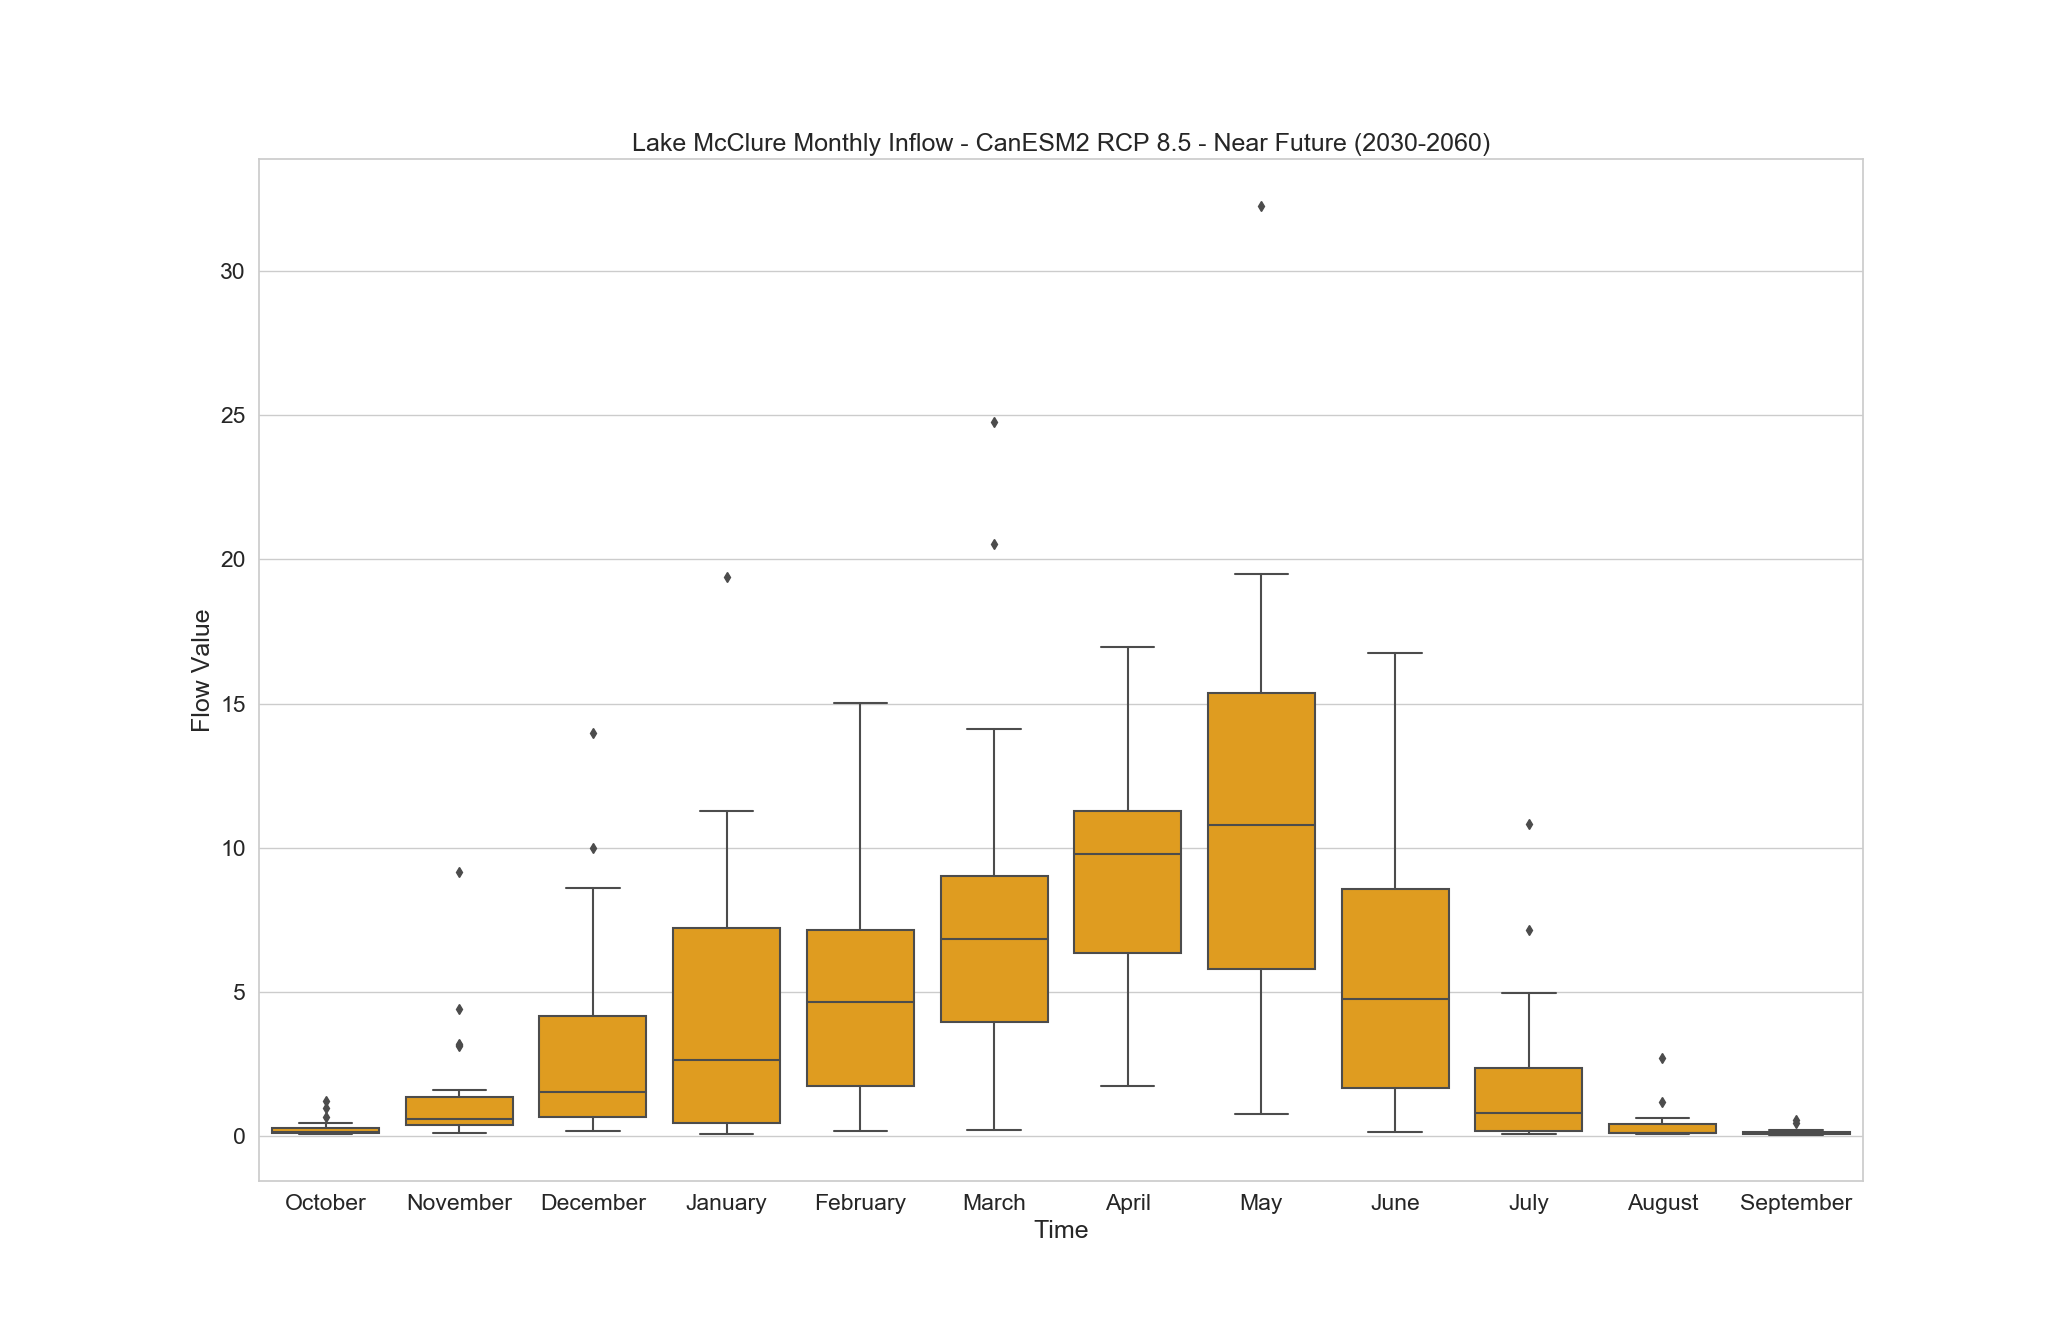 Lake McClure Monthly Inflow - CanESM2 RCP 8.5 - Near Future (2030-2060)
Flow Value
30
25
20
15
10
5
0
October November December January February March April May June July August September
Time